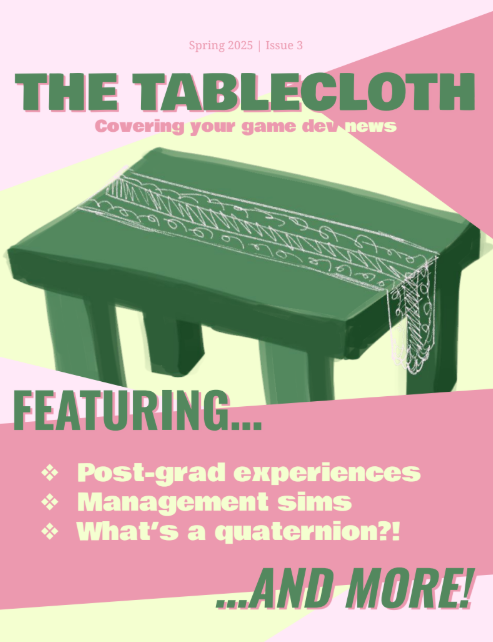 Spring 2025 | Issue 3
THE TABLECLOTH
Covering your game dev news
FEATURING...
❖ Post-grad experiences
❖ Management sims
❖ What's a quaternion?!
...AND MORE!